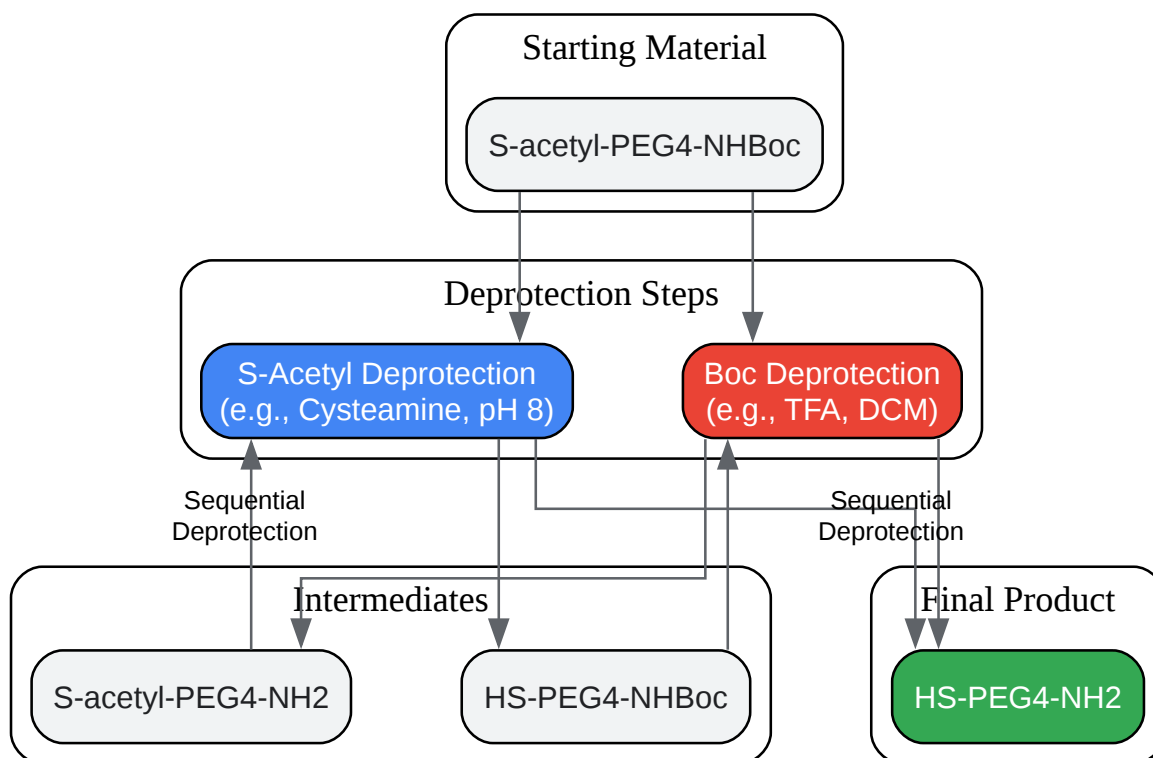 Starting Material
S-acetyl-PEG4-NHBoc
Deprotection Steps
S-Acetyl Deprotection
(e.g., Cysteamine, pH 8)
Boc Deprotection
(e.g., TFA, DCM)
Sequential
Deprotection
Sequential
Deprotection
Intermediates
S-acetyl-PEG4-NH2
HS-PEG4-NHBoc
Final Product
HS-PEG4-NH2